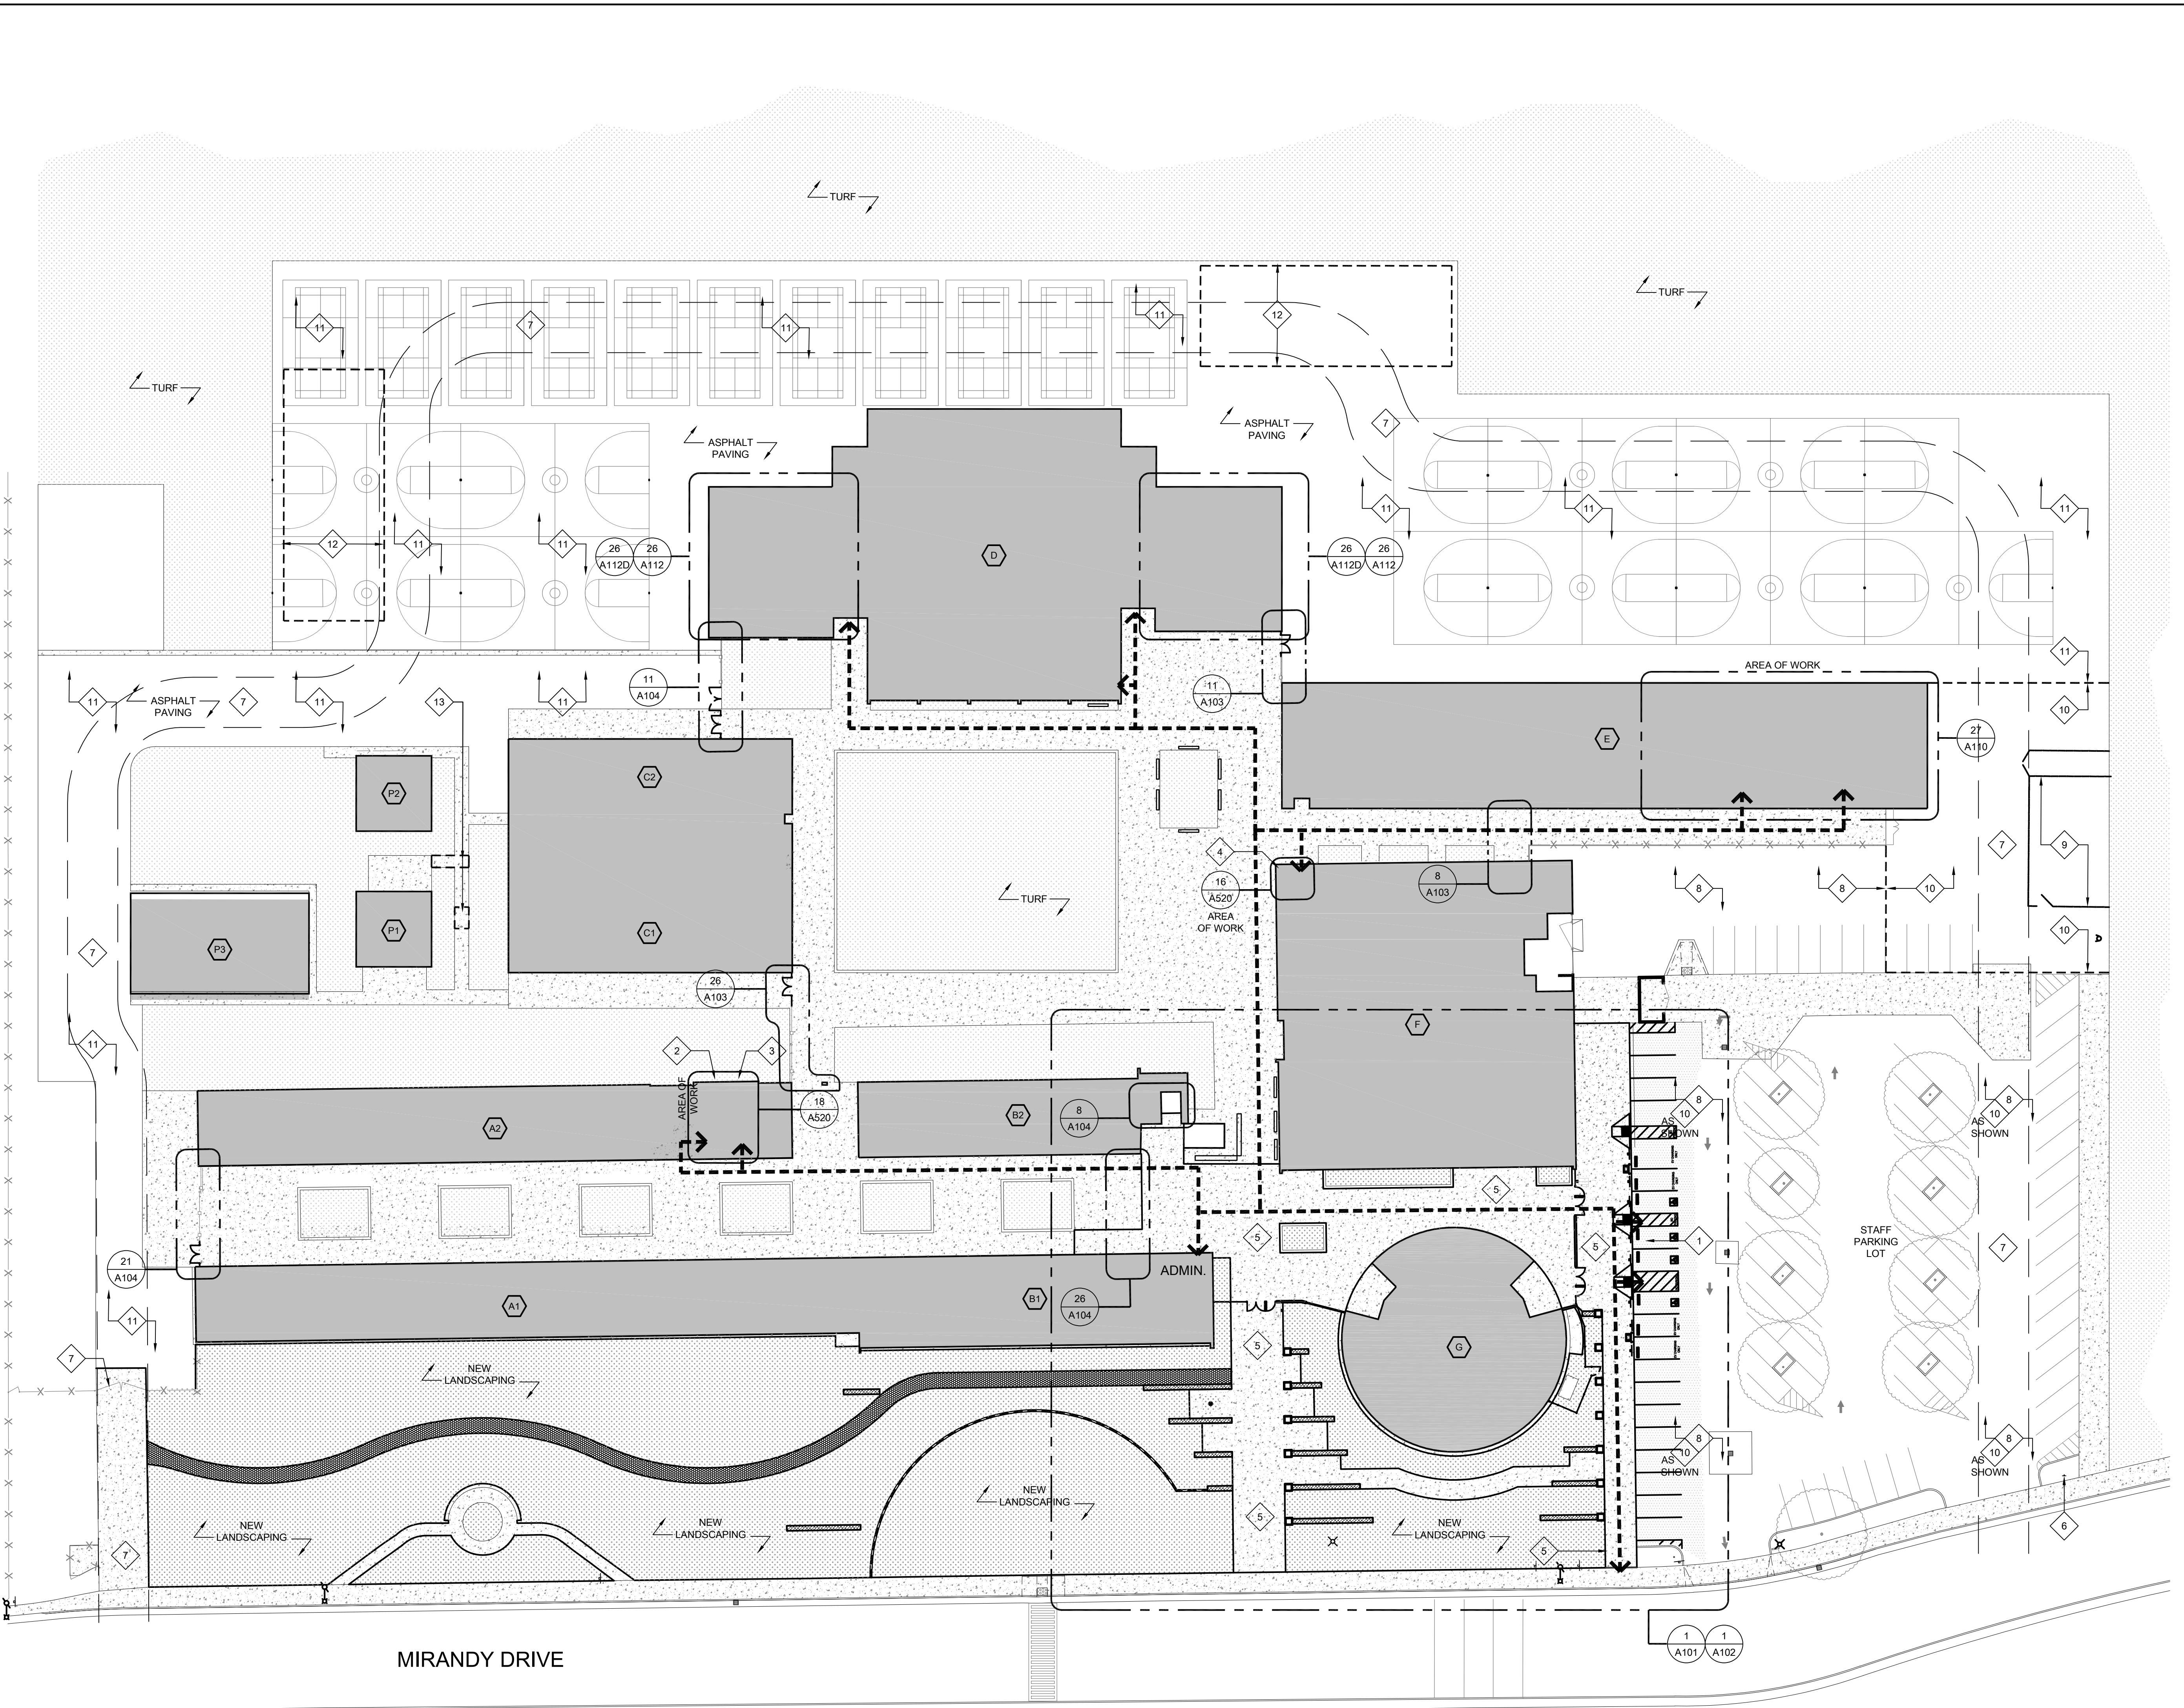 TURF
TURF
11
7
11
11
12
TURF
ASPHALT
PAVING
ASPHALT
PAVING
7
11
11
11
12
11
11
26
A112D
26
A112
D
26
A112D
26
A112
11
AREA OF WORK
11
A104
11
A103
11
ASPHALT
PAVING
7
11
13
11
10
E
27
A110
C2
P2
4
7
9
16
A520
8
A103
8
8
10
AREA
OF WORK
TURF
P1
C1
P3
10
7
26
A103
F
11
2
3
AREA OF
WORK
18
A520
8
A104
B2
A2
8
10
AS
SHOWN
8
10
AS
SHOWN
5
5
5
1
STAFF
PARKING
LOT
7
21
A104
ADMIN.
A1
B1
26
A104
11
5
G
7
NEW
LANDSCAPING
8
10
AS
SHOWN
8
10
AS
SHOWN
NEW
LANDSCAPING
5
NEW
LANDSCAPING
NEW
LANDSCAPING
NEW
LANDSCAPING
6
5
7
MIRANDY DRIVE
1
A101
1
A102